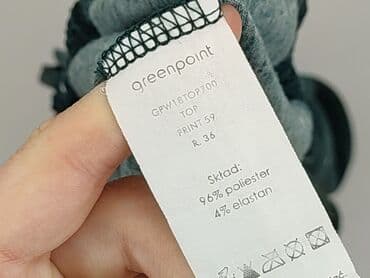 greenpoint
GPW18TOP700
TOP
PRINT 59
R. 36
Skład:
96% poliester
4% elastan